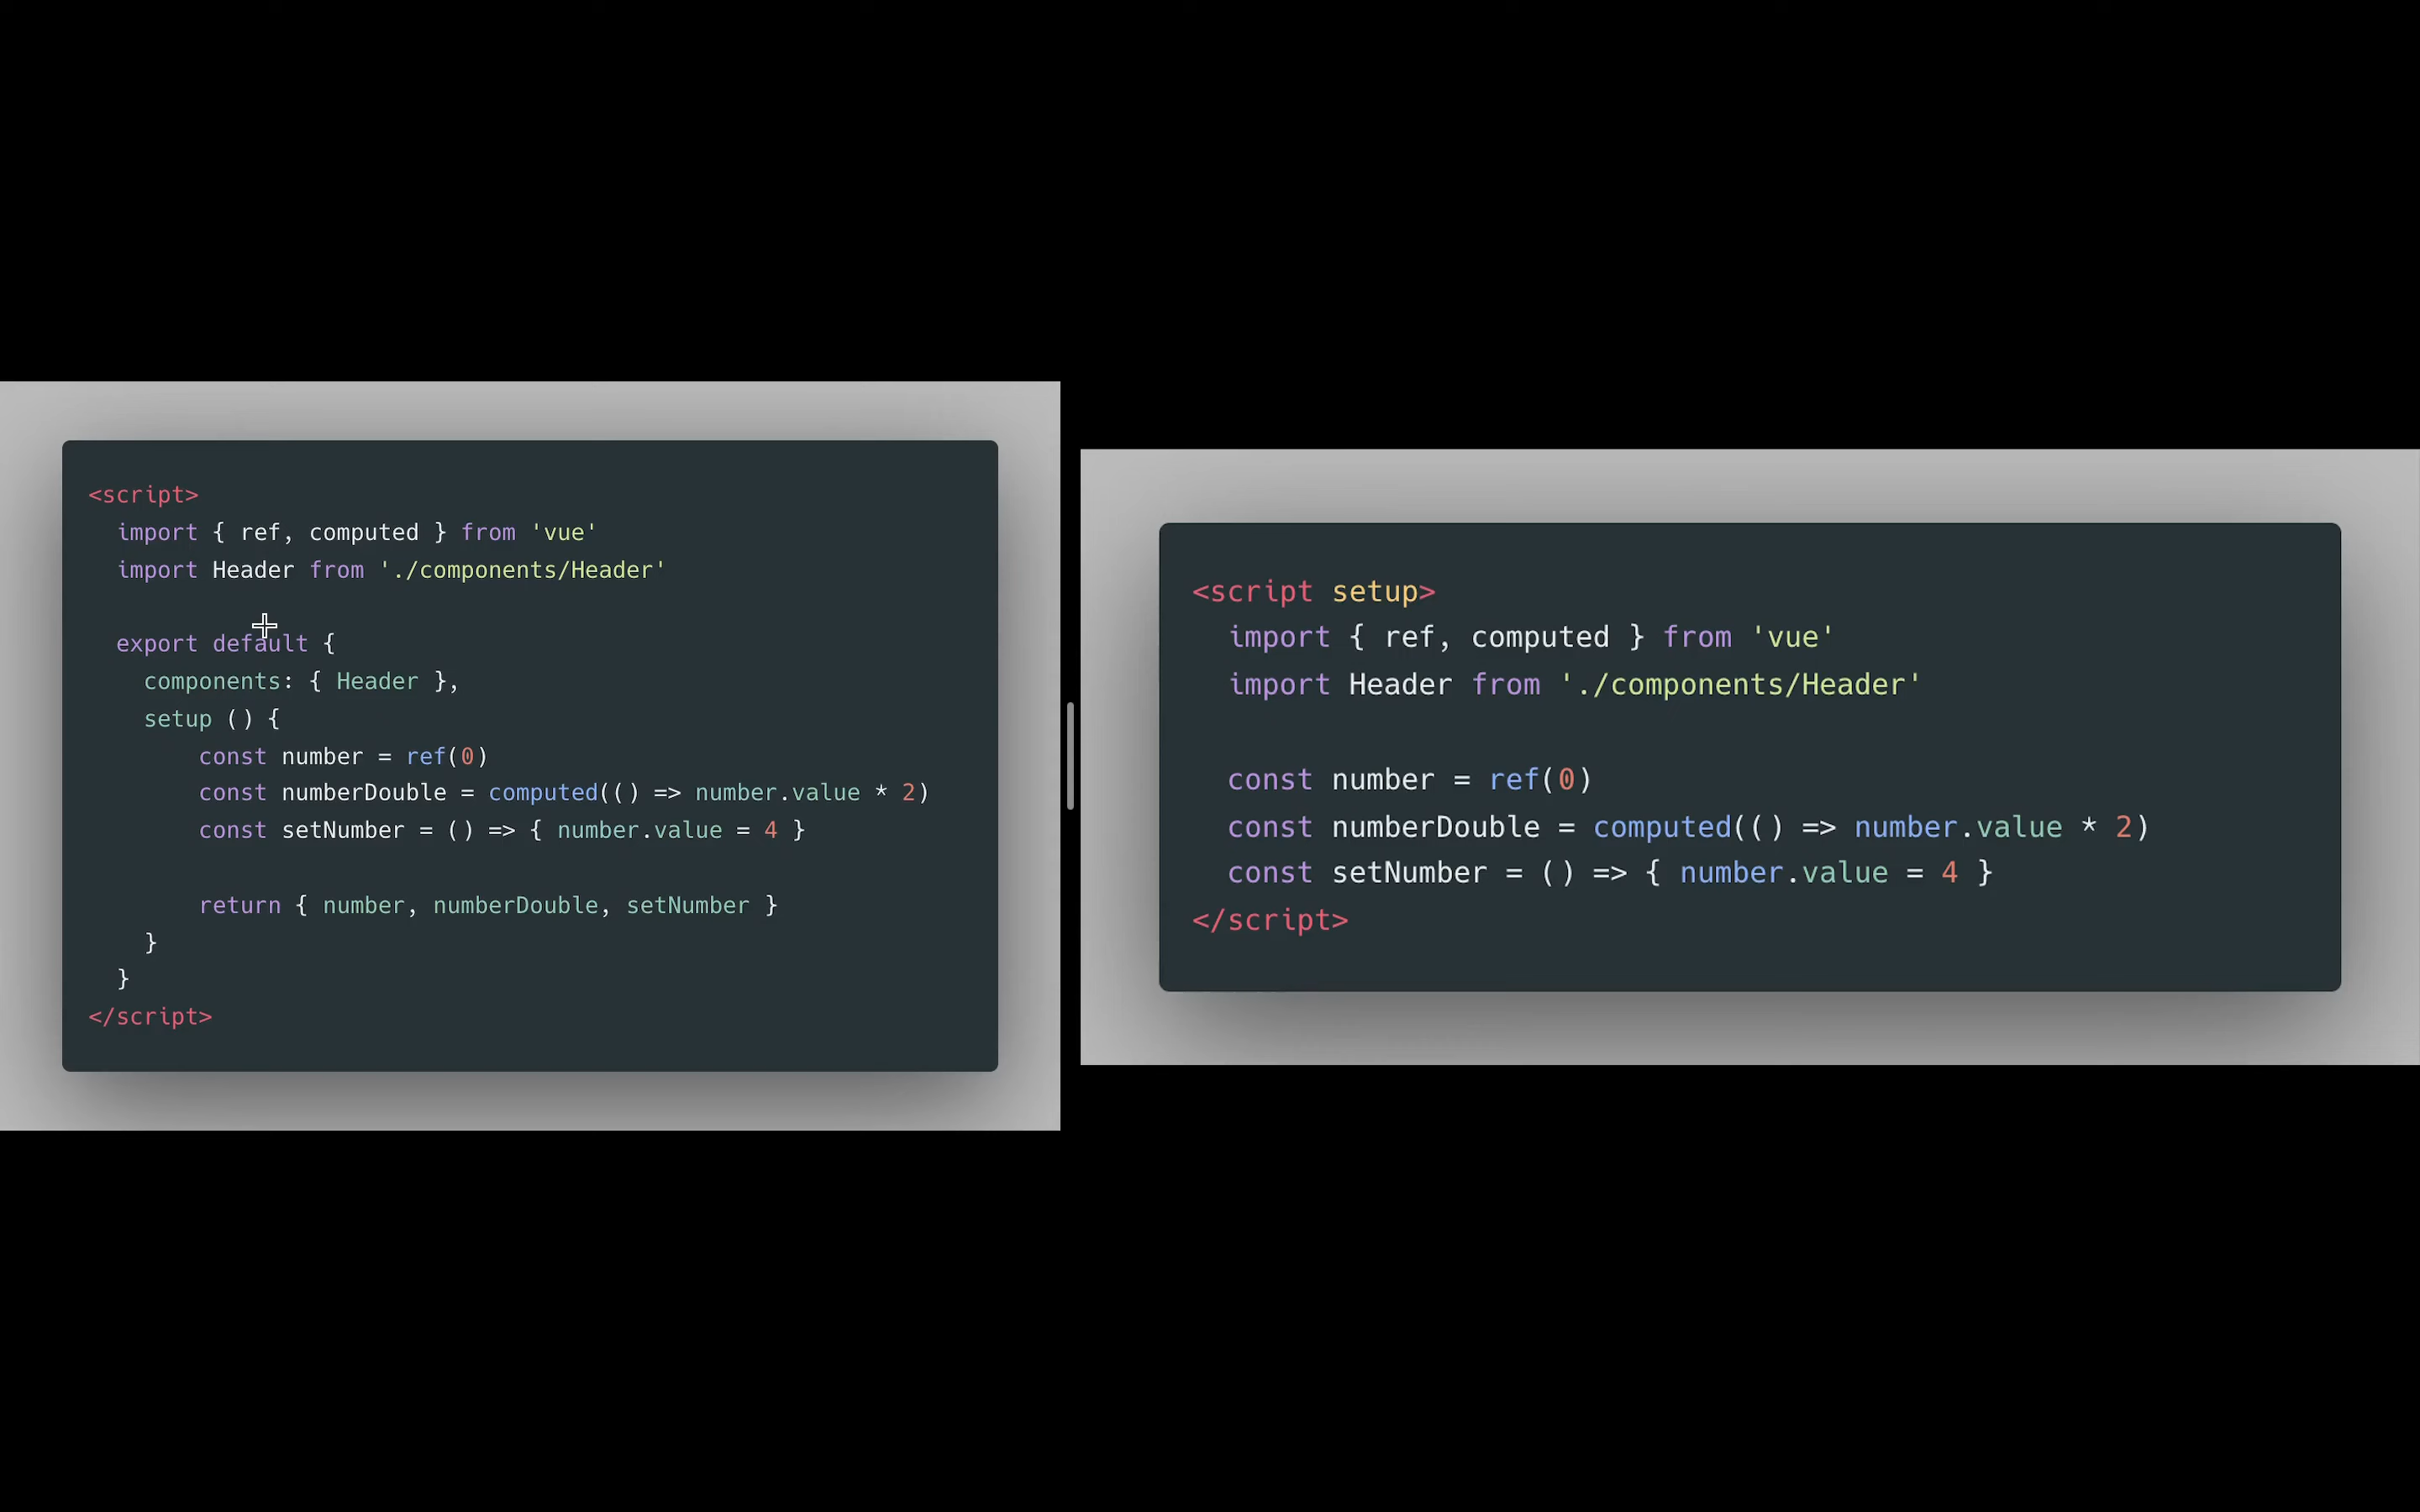 <script>
import { ref, computed } from 'vue'
import Header from './components/Header'
export default {
components: { Header },
setup () {
const number = ref(0)
const numberDouble = computed(() => number.value * 2)
const setNumber = () => { number.value = 4 }
return { number, numberDouble, setNumber }
}
}
</script>
<script setup>
import { ref, computed } from 'vue'
import Header from './components/Header'
const number = ref(0)
const numberDouble = computed(() => number.value * 2)
const setNumber = () => { number.value = 4 }
</script>